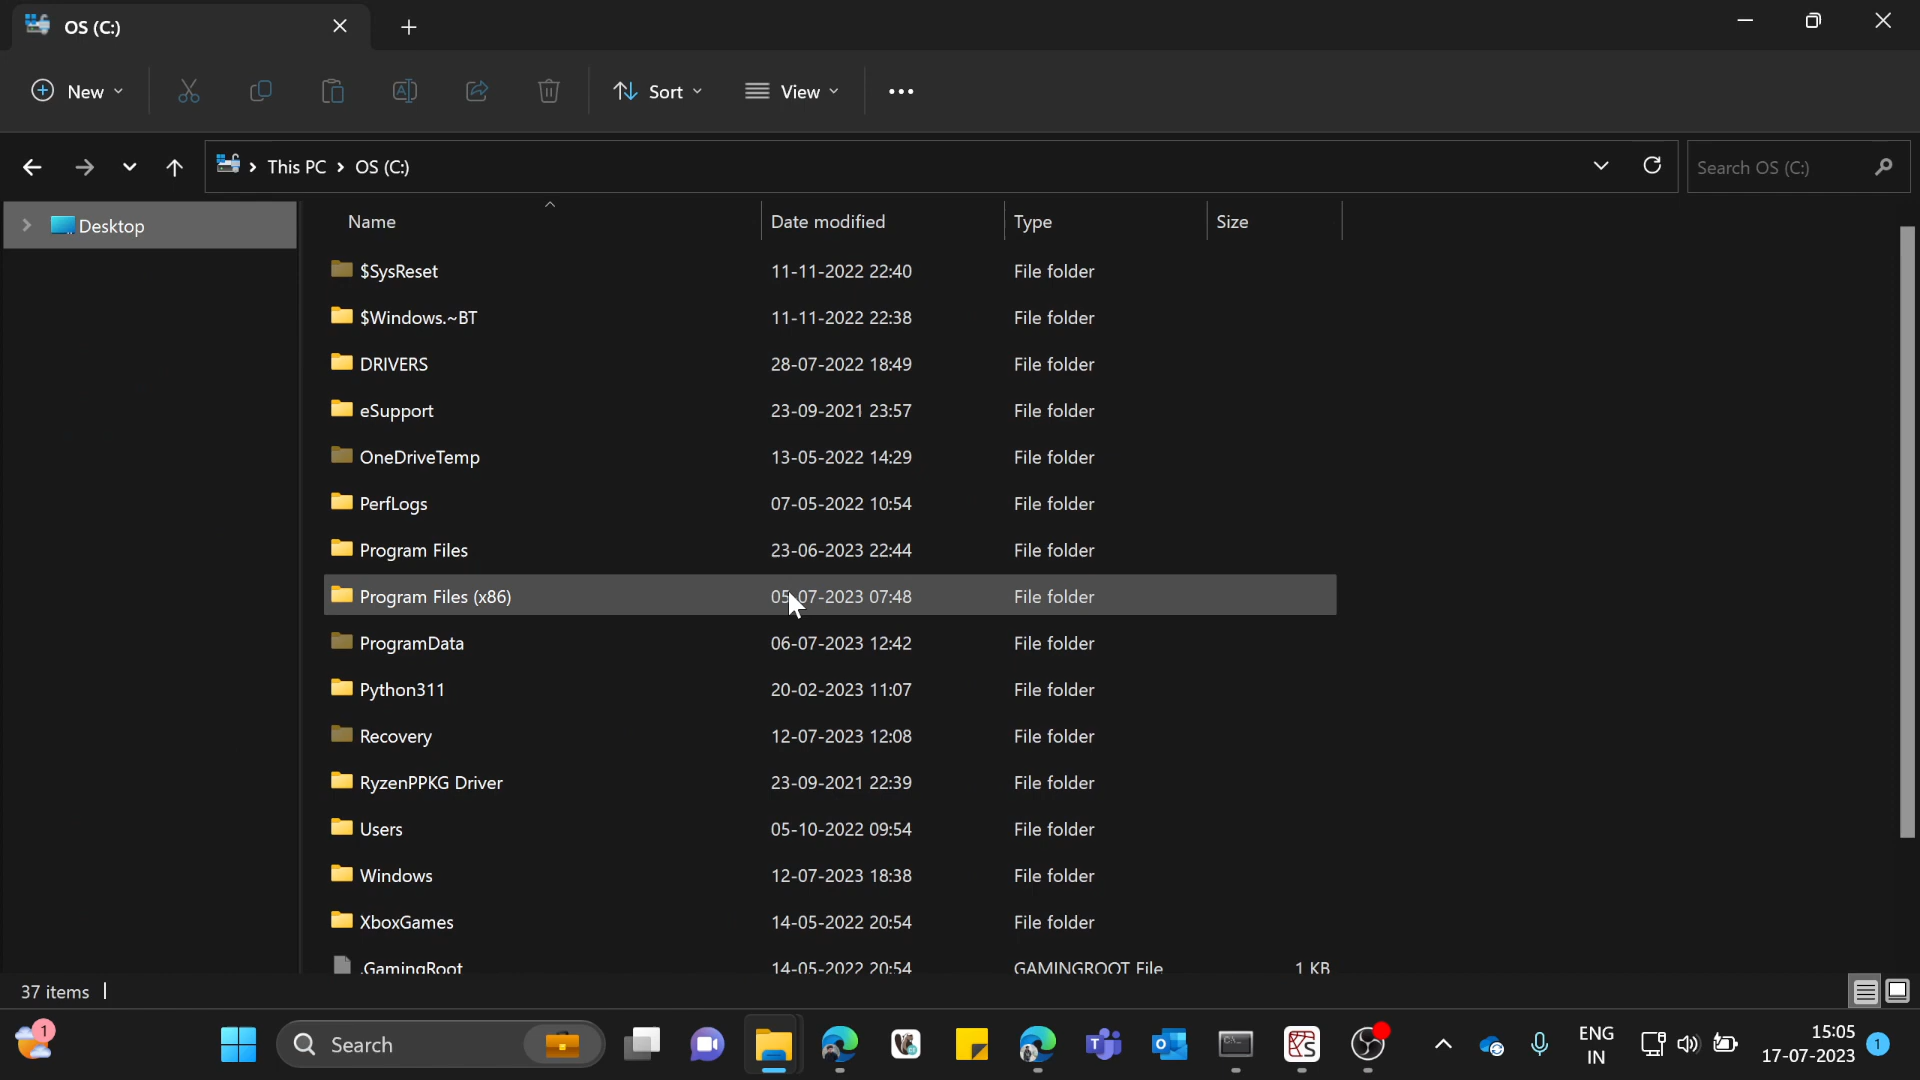 OS (C:)
New Sort View
This PC > OS (C:) Search OS (C:)
Desktop
Name Date modified Type Size
$SysReset 11-11-2022 22:40 File folder
$Windows.~BT 11-11-2022 22:38 File folder
DRIVERS 28-07-2022 18:49 File folder
eSupport 23-09-2021 23:57 File folder
OneDriveTemp 13-05-2022 14:29 File folder
PerfLogs 07-05-2022 10:54 File folder
Program Files 23-06-2023 22:44 File folder
Program Files (x86) 05-07-2023 07:48 File folder
ProgramData 06-07-2023 12:42 File folder
Python311 20-02-2023 11:07 File folder
Recovery 12-07-2023 12:08 File folder
RyzenPPKG Driver 23-09-2021 22:39 File folder
Users 05-10-2022 09:54 File folder
Windows 12-07-2023 18:38 File folder
XboxGames 14-05-2022 20:54 File folder
.GamingRoot 14-05-2022 20:54 GAMINGROOT File 1 KB
37 items
1 Search ENG 15:05 1
IN 17-07-2023